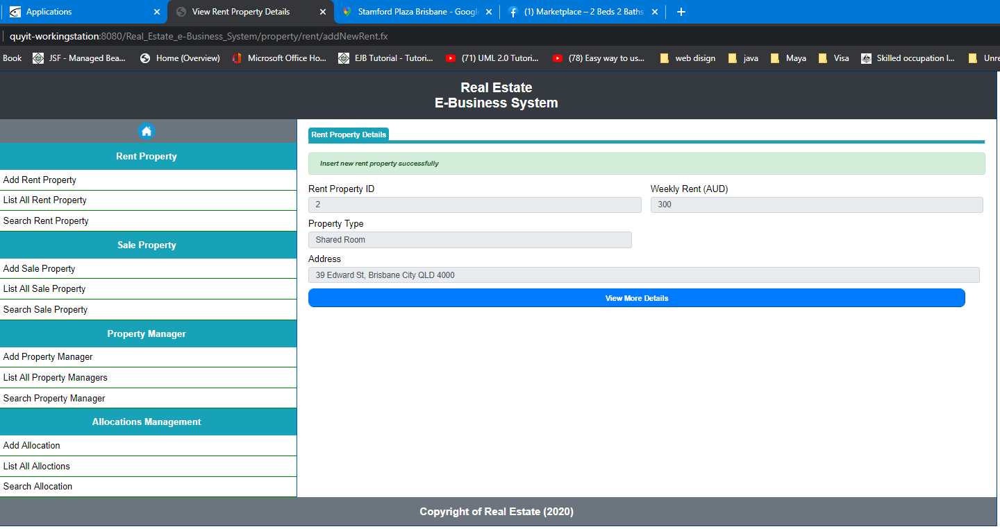 Applications
View Rent Property Details
Stamford Plaza Brisbane - Googl
(1) Marketplace – 2 Beds 2 Baths
quyit-workingstation:8080/Real_Estate_e-Business_System/property/rent/addNewRent.fx
Book
JSF - Managed Bea...
Home (Overview)
Microsoft Office Ho...
EJB Tutorial - Tutori...
(71) UML 2.0 Tutori...
(78) Easy way to us...
web disign
java
Maya
Visa
Skilled occupation l...
Unre
Real Estate
E-Business System
Rent Property
Add Rent Property
List All Rent Property
Search Rent Property
Sale Property
Add Sale Property
List All Sale Property
Search Sale Property
Property Manager
Add Property Manager
List All Property Managers
Search Property Manager
Allocations Management
Add Allocation
List All Alloctions
Search Allocation
Rent Property Details
Insert new rent property successfully
Rent Property ID
2
Weekly Rent (AUD)
300
Property Type
Shared Room
Address
39 Edward St, Brisbane City QLD 4000
View More Details
Copyright of Real Estate (2020)